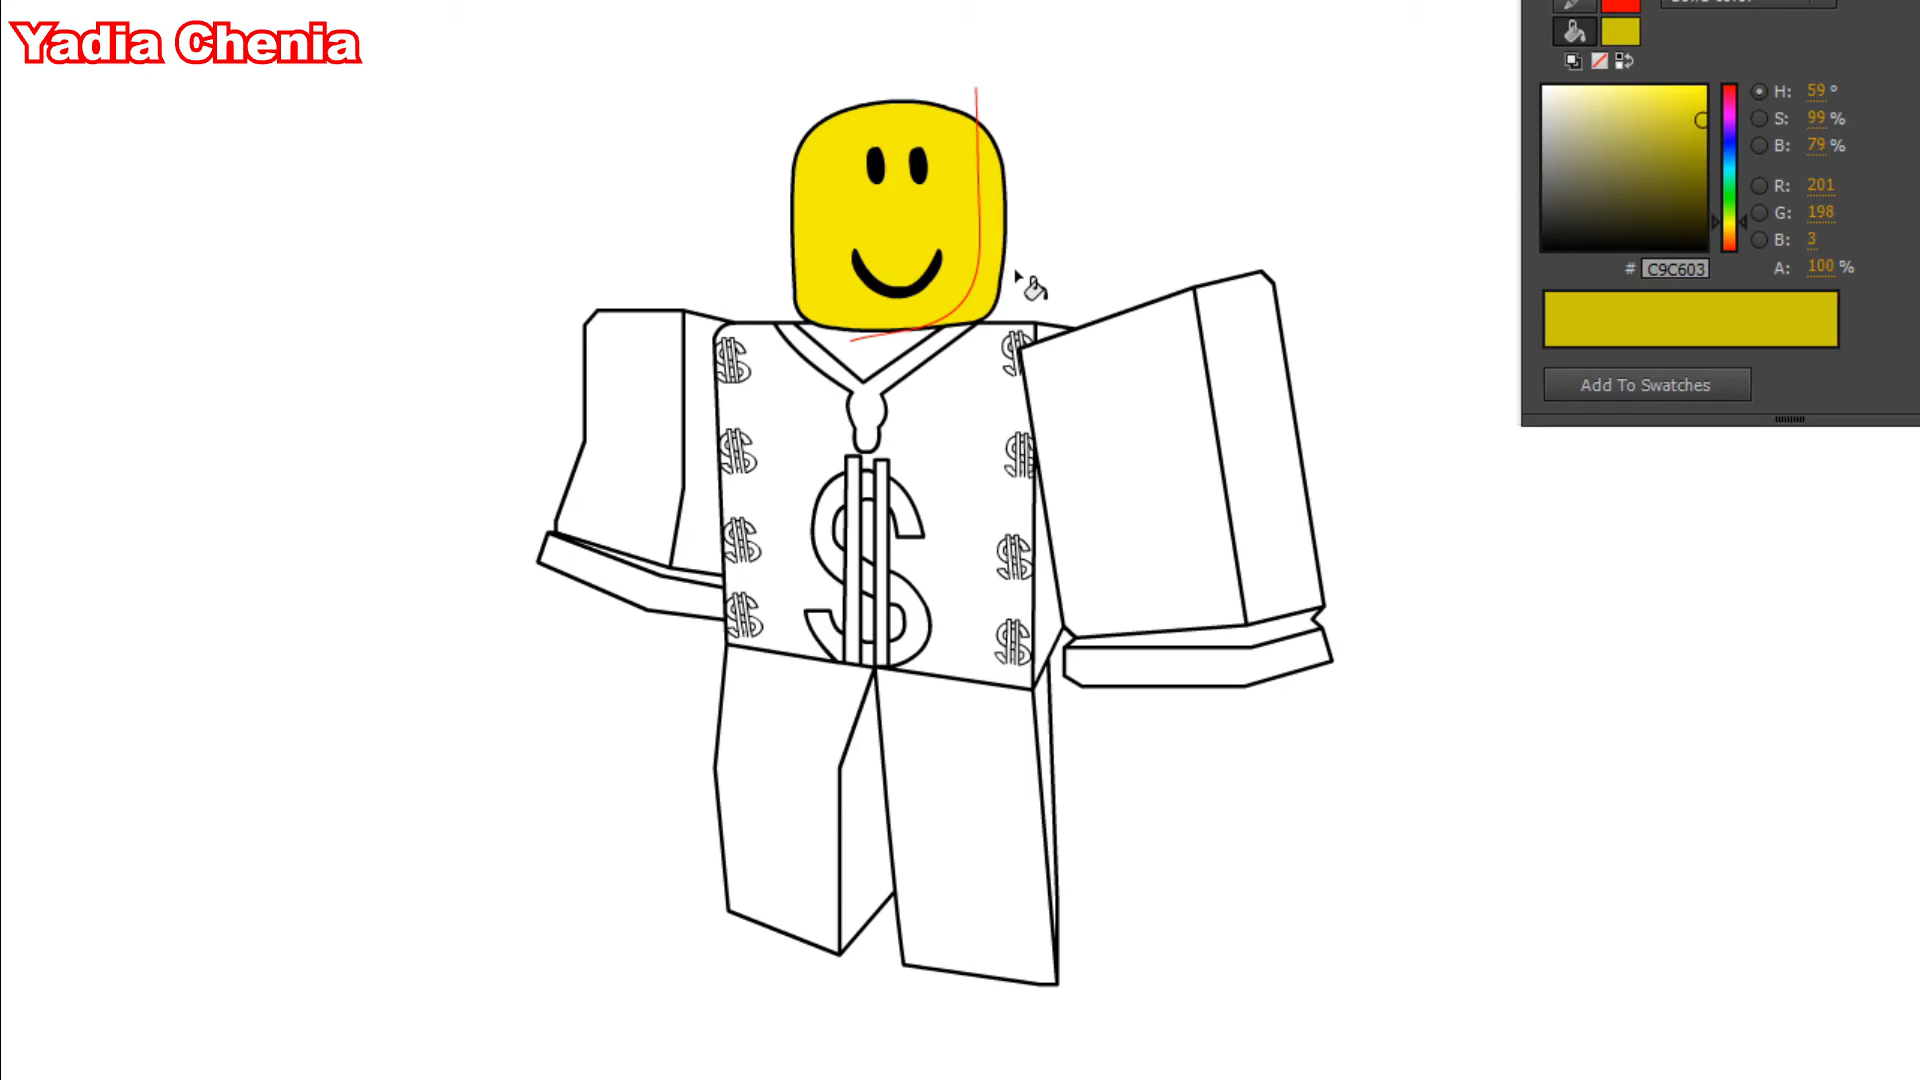 Yadia Chenia
H: 59 °
S: 99 %
B: 79 %
R: 201
G: 198
B: 3
# C9C603 A: 100 %
Add To Swatches
$
$
$
$
$
$
$
$
$